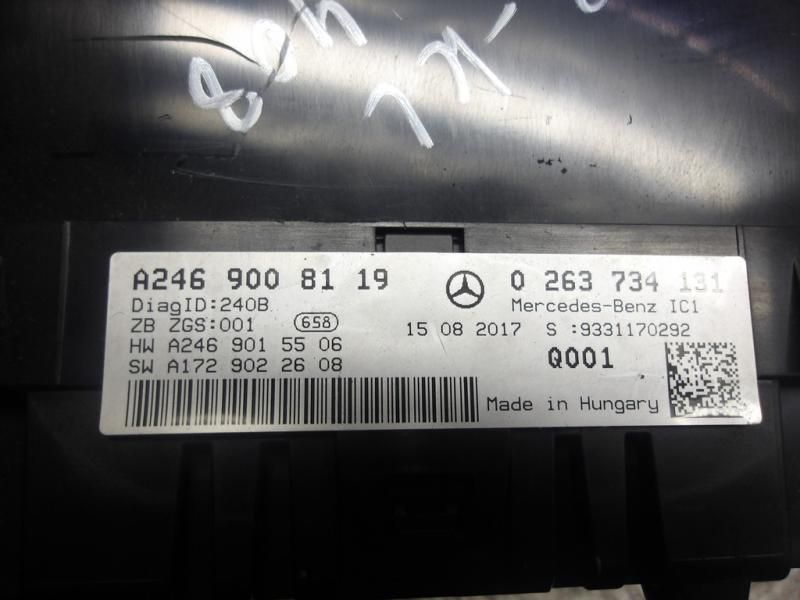 A246 900 81 19
0 263 734 131
DiagID:240B
Mercedes-Benz IC1
ZB ZGS:001 658
15 08 2017 S :9331170292
HW A246 901 55 06
SW A172 902 26 08
Q001
Made in Hungary